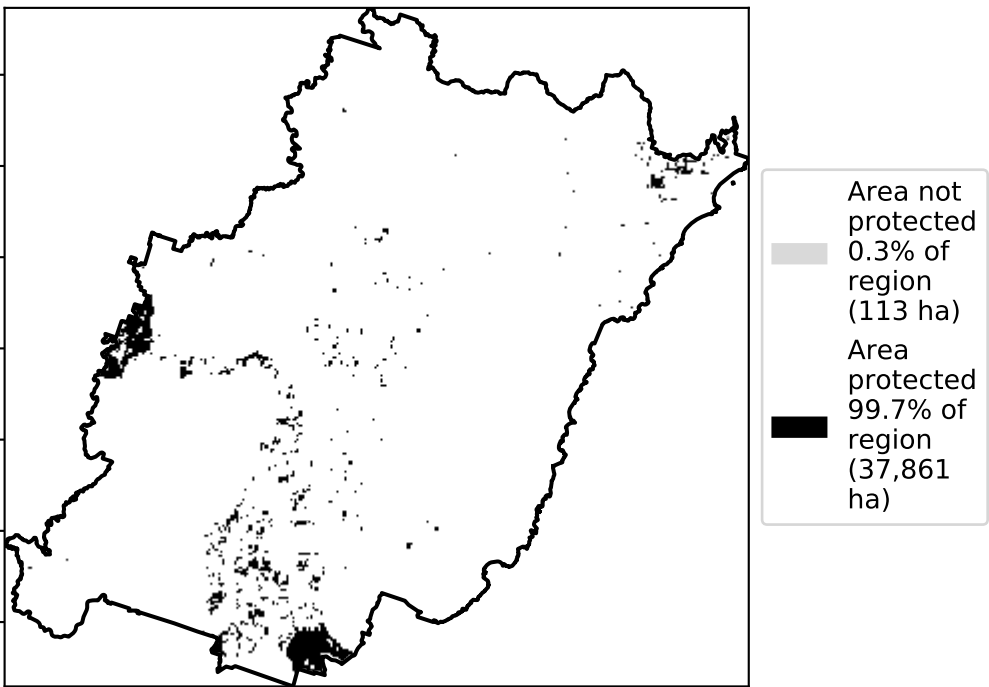 Area not
protected
0.3% of
region
(113 ha)
Area
protected
99.7% of
region
(37,861
ha)